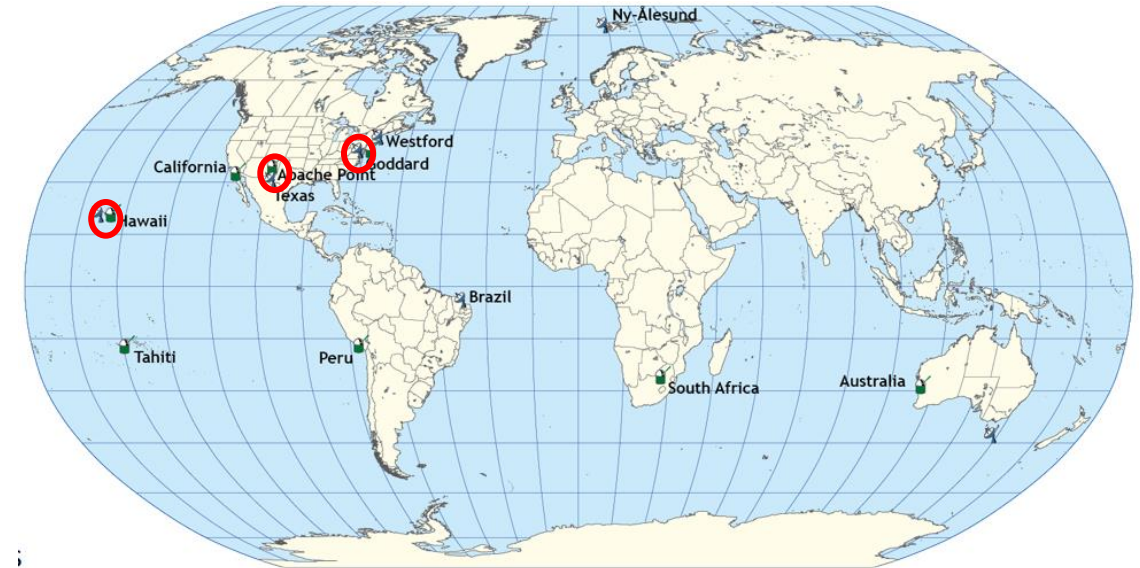 Ny-Ålesund
Westford
Goddard
California
Apache Point
Texas
Hawaii
Brazil
Tahiti
Peru
South Africa
Australia
s